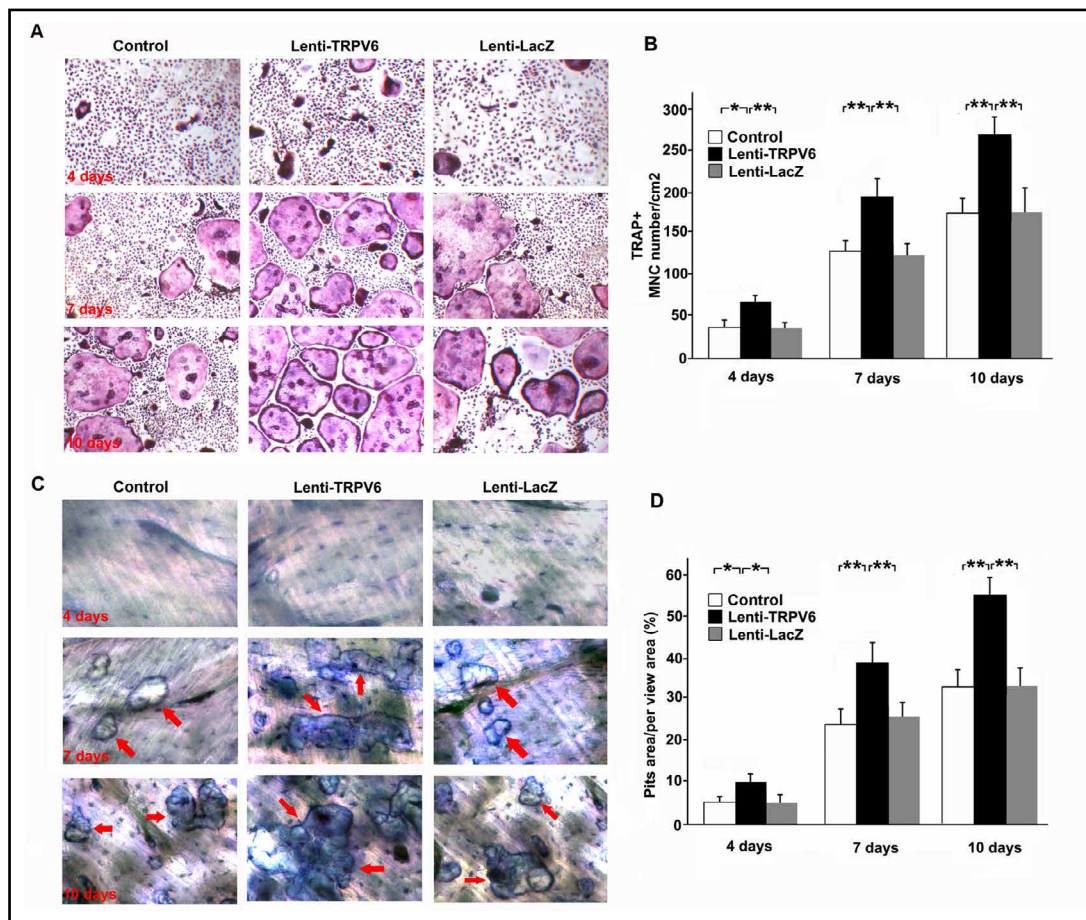 A
Control
Lenti-TRPV6
Lenti-LacZ
4 days
7 days
10 days
B
TRAP+
MNC number/cm2
300
250
200
150
100
50
0
* ** ** ** ** **
Control
Lenti-TRPV6
Lenti-LacZ
4 days
7 days
10 days
C
Control
Lenti-TRPV6
Lenti-LacZ
4 days
7 days
10 days
D
Pits area/per view area (%)
60
50
40
30
20
10
0
* * ** ** ** **
Control
Lenti-TRPV6
Lenti-LacZ
4 days
7 days
10 days